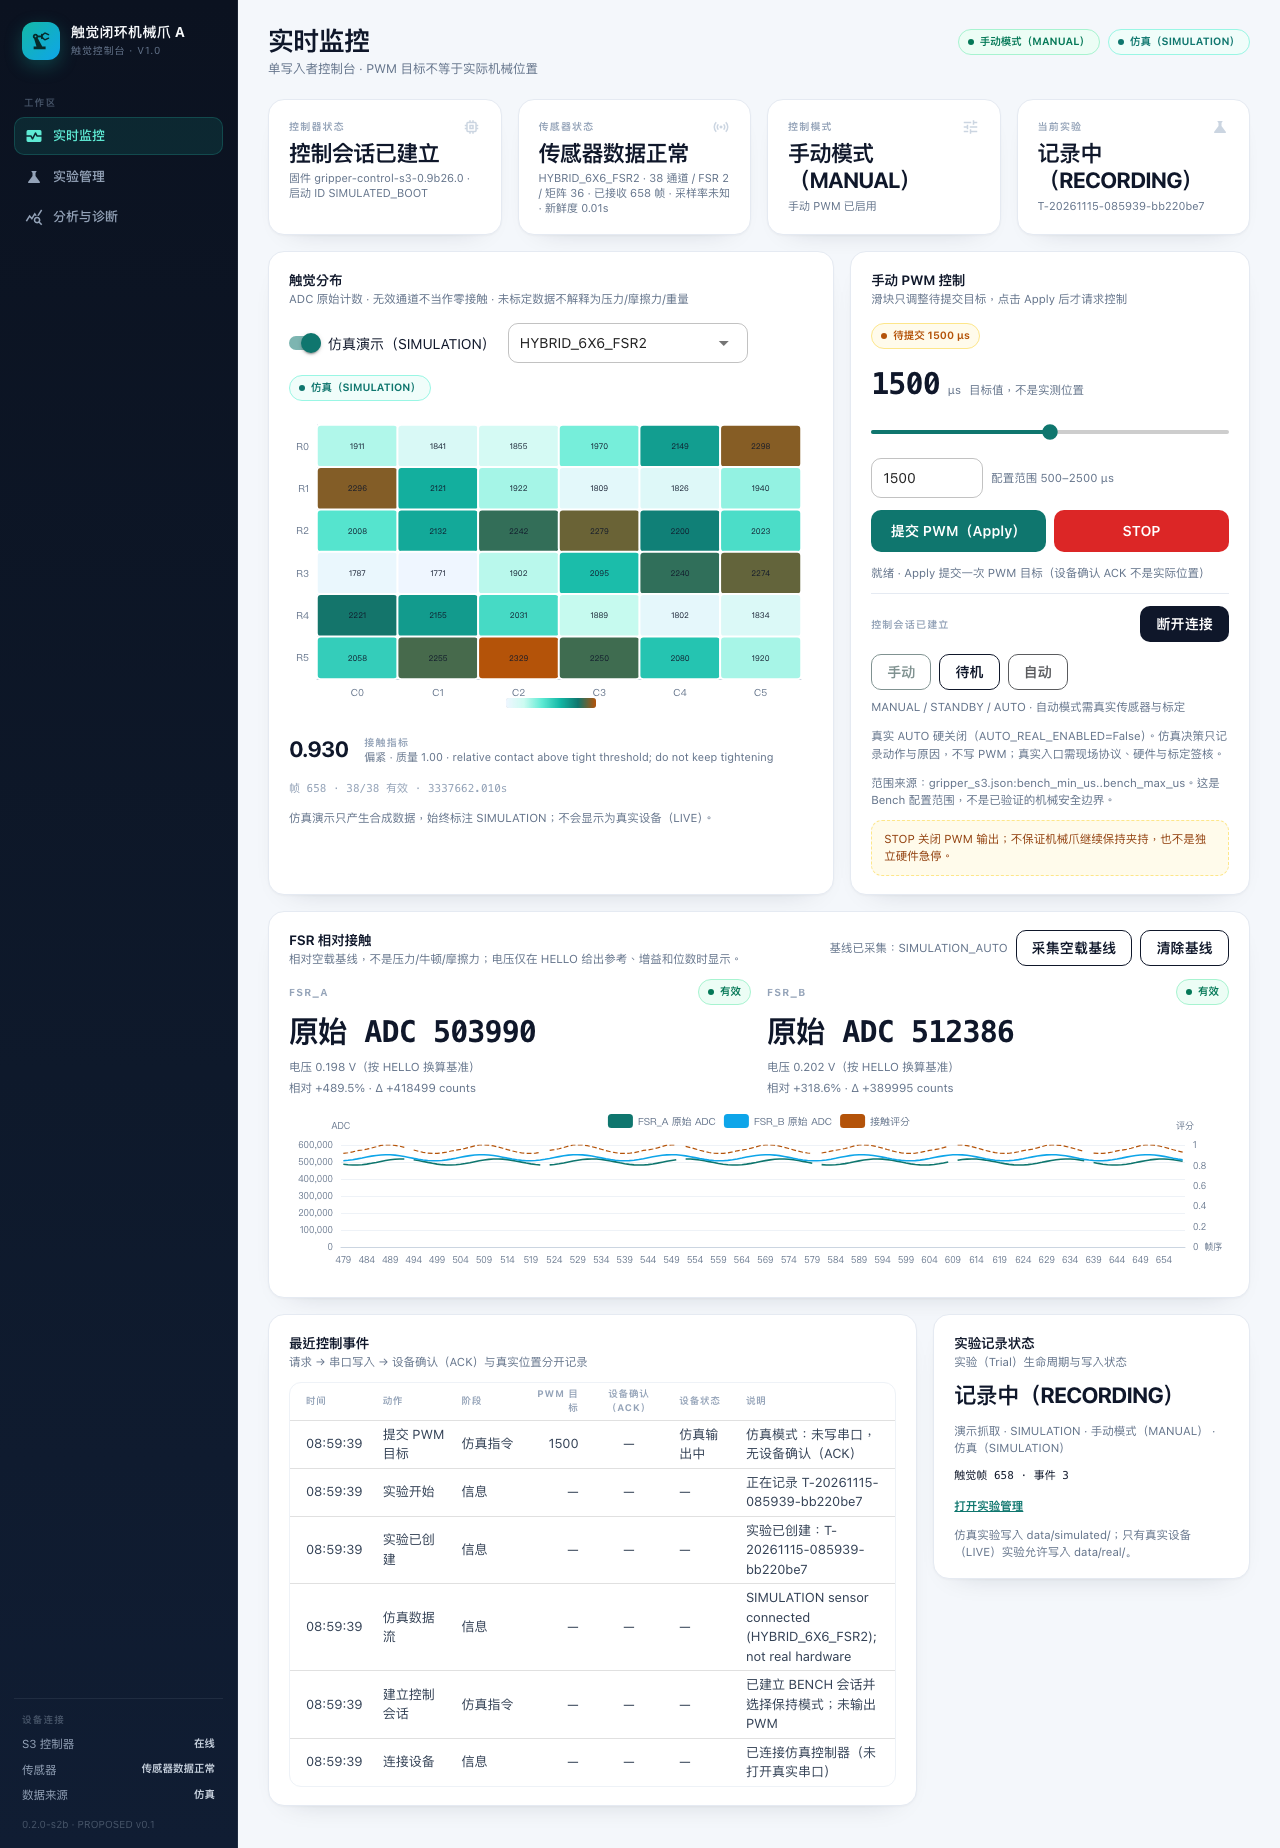 触觉闭环机械爪 A
触觉控制台 · V1.0
工作区
实时监控
实验管理
分析与诊断
设备连接
S3 控制器 在线
传感器 传感器数据正常
数据来源 仿真
0.2.0-s2b · PROPOSED v0.1
实时监控
单写入者控制台 · PWM 目标不等于实际机械位置
手动模式（MANUAL） 仿真（SIMULATION）
控制器状态
控制会话已建立
固件 gripper-control-s3-0.9b26.0 ·
启动 ID SIMULATED_BOOT
传感器状态
传感器数据正常
HYBRID_6X6_FSR2 · 38 通道 / FSR 2
/ 矩阵 36 · 已接收 658 帧 · 采样率未知
· 新鲜度 0.01s
控制模式
手动模式
（MANUAL）
手动 PWM 已启用
当前实验
记录中
（RECORDING）
T-20261115-085939-bb220be7
触觉分布
ADC 原始计数 · 无效通道不当作零接触 · 未标定数据不解释为压力/摩擦力/重量
仿真演示（SIMULATION） HYBRID_6X6_FSR2
仿真（SIMULATION）
R0 1911 1841 1855 1970 2149 2299
R1 2296 2121 1922 1809 1826 1940
R2 2008 2132 2242 2279 2200 2023
R3 1787 1771 1902 2095 2240 2274
R4 2221 2155 2031 1889 1802 1834
R5 2058 2255 2329 2250 2080 1920
C0 C1 C2 C3 C4 C5
0.930
接触指标
偏紧 · 质量 1.00 · relative contact above tight threshold; do not keep tightening
帧 658 · 38/38 有效 · 3337662.010s
仿真演示只产生合成数据，始终标注 SIMULATION；不会显示为真实设备（LIVE）。
手动 PWM 控制
滑块只调整待提交目标，点击 Apply 后才请求控制
待提交 1500 µs
1500 µs 目标值，不是实测位置
1500 配置范围 500–2500 µs
提交 PWM（Apply） STOP
就绪 · Apply 提交一次 PWM 目标（设备确认 ACK 不是实际位置）
控制会话已建立 断开连接
手动 待机 自动
MANUAL / STANDBY / AUTO · 自动模式需真实传感器与标定
真实 AUTO 硬关闭（AUTO_REAL_ENABLED=False）。仿真决策只记
录动作与原因，不写 PWM；真实入口需现场协议、硬件与标定签核。
范围来源：gripper_s3.json:bench_min_us..bench_max_us。这是
Bench 配置范围，不是已验证的机械安全边界。
STOP 关闭 PWM 输出；不保证机械爪继续保持夹持，也不是独
立硬件急停。
FSR 相对接触
相对空载基线，不是压力/牛顿/摩擦力；电压仅在 HELLO 给出参考、增益和位数时显示。
基线已采集：SIMULATION_AUTO 采集空载基线 清除基线
FSR_A 有效
原始 ADC 503990
电压 0.198 V（按 HELLO 换算基准）
相对 +489.5% · Δ +418499 counts
FSR_B 有效
原始 ADC 512386
电压 0.202 V（按 HELLO 换算基准）
相对 +318.6% · Δ +389995 counts
FSR_A 原始 ADC FSR_B 原始 ADC 接触评分
ADC 评分
600,000 1
500,000 0.8
400,000 0.6
300,000 0.4
200,000 0.2
100,000
0 0 帧序
479 484 489 494 499 504 509 514 519 524 529 534 539 544 549 554 559 564 569 574 579 584 589 594 599 604 609 614 619 624 629 634 639 644 649 654
最近控制事件
请求 → 串口写入 → 设备确认（ACK）与真实位置分开记录
时间 动作 阶段 PWM 目标 设备确认（ACK） 设备状态 说明
08:59:39 提交 PWM 目标 仿真指令 1500 — 仿真输出中 仿真模式：未写串口，无设备确认（ACK）
08:59:39 实验开始 信息 — — — 正在记录 T-20261115-085939-bb220be7
08:59:39 实验已创建 信息 — — — 实验已创建：T-20261115-085939-bb220be7
08:59:39 仿真数据流 信息 — — — SIMULATION sensor connected (HYBRID_6X6_FSR2); not real hardware
08:59:39 建立控制会话 仿真指令 — — — 已建立 BENCH 会话并选择保持模式；未输出 PWM
08:59:39 连接设备 信息 — — — 已连接仿真控制器（未打开真实串口）
实验记录状态
实验（Trial）生命周期与写入状态
记录中（RECORDING）
演示抓取 · SIMULATION · 手动模式（MANUAL） ·
仿真（SIMULATION）
触觉帧 658 · 事件 3
打开实验管理
仿真实验写入 data/simulated/；只有真实设备
（LIVE）实验允许写入 data/real/。